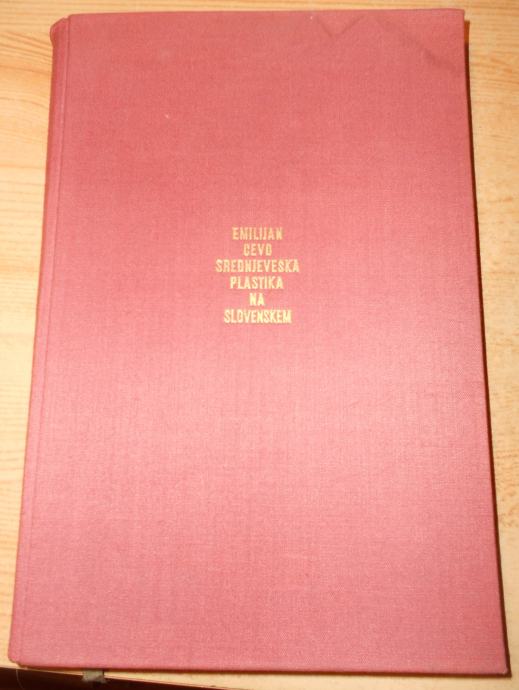 EMILIJAN
CEVC
SREDNJEVEŠKA
PLASTIKA
NA
SLOVENSKEM